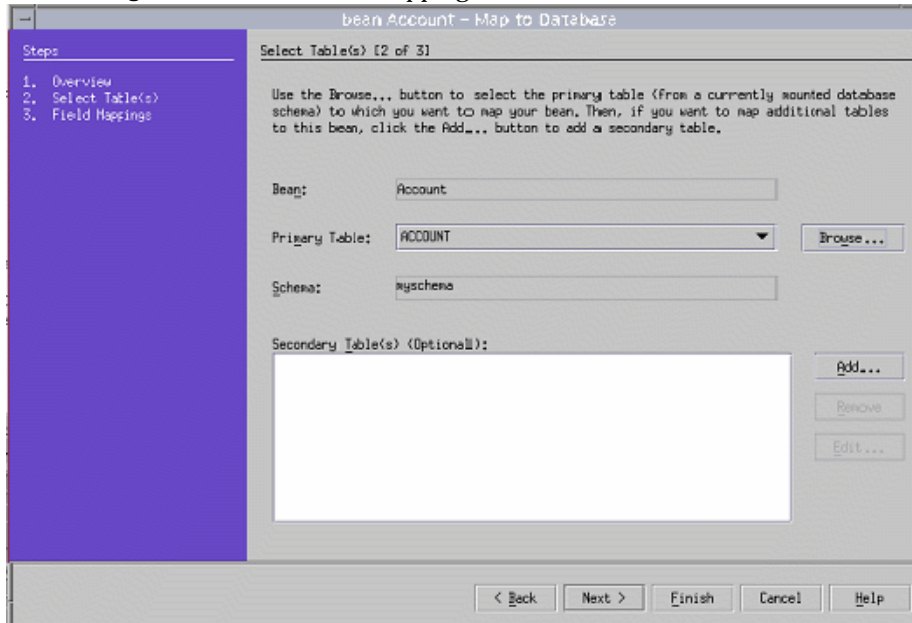 bean Account - Map to Database
Steps
1. Overview
2. Select Table(s)
3. Field Mappings
Select Table(s) [2 of 3]
Use the Browse... button to select the primary table (from a currently mounted database
schema) to which you want to map your bean. Then, if you want to map additional tables
to this bean, click the Add... button to add a secondary table.
Bean: Account
Primary Table: ACCOUNT Browse...
Schema: myschema
Secondary Table(s) (Optional):
Add...
Remove
Edit...
< Back Next > Finish Cancel Help